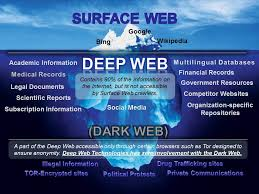 SURFACE WEB
Google
Bing
Wikipedia
Academic Information
Medical Records
Legal Documents
Scientific Reports
Subscription Information
DEEP WEB
Contains 90% of the information on
the Internet, but is not accessible
by Surface Web crawlers.
Social Media
Multilingual Databases
Financial Records
Government Resources
Competitor Websites
Organization-specific
Repositories
(DARK WEB)
A part of the Deep Web accessible only through certain browsers such as Tor designed to
ensure anonymity. Deep Web Technologies has zero involvement with the Dark Web.
Illegal Information
TOR-Encrypted sites
Political Protests
Drug Trafficking sites
Private Communications